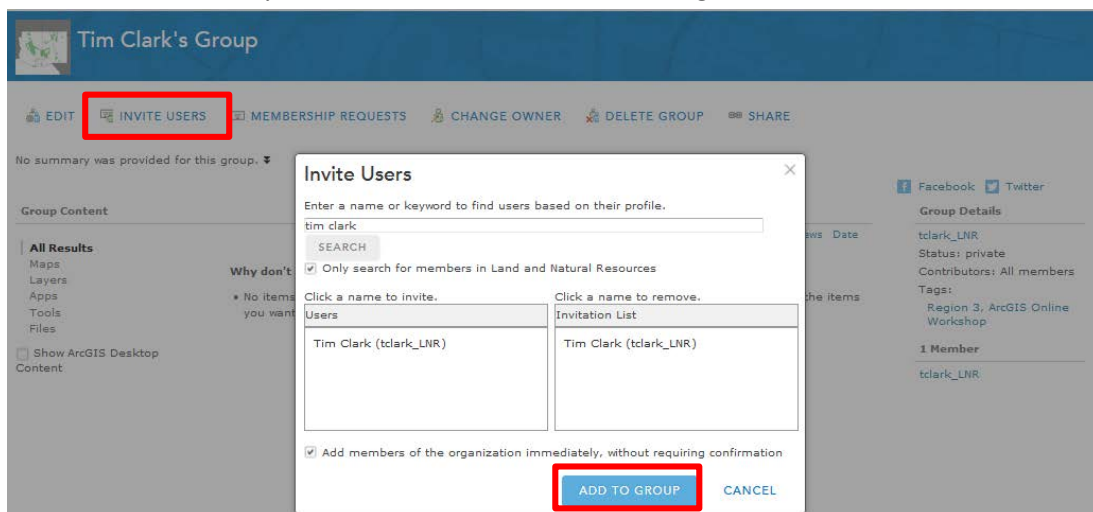 Tim Clark's Group
EDIT INVITE USERS MEMBERSHIP REQUESTS CHANGE OWNER DELETE GROUP SHARE
No summary was provided for this group.
Group Content
All Results
Maps
Layers
Apps
Tools
Files
Show ArcGIS Desktop
Content
Why don't
• No items
you want
Invite Users
Enter a name or keyword to find users based on their profile.
tim clark
SEARCH
Only search for members in Land and Natural Resources
Click a name to invite. Click a name to remove.
Users Invitation List
Tim Clark (tclark_LNR) Tim Clark (tclark_LNR)
Add members of the organization immediately, without requiring confirmation
ADD TO GROUP CANCEL
Date
the items
Facebook Twitter
Group Details
tclark_LNR
Status: private
Contributors: All members
Tags:
Region 3, ArcGIS Online
Workshop
1 Member
tclark_LNR